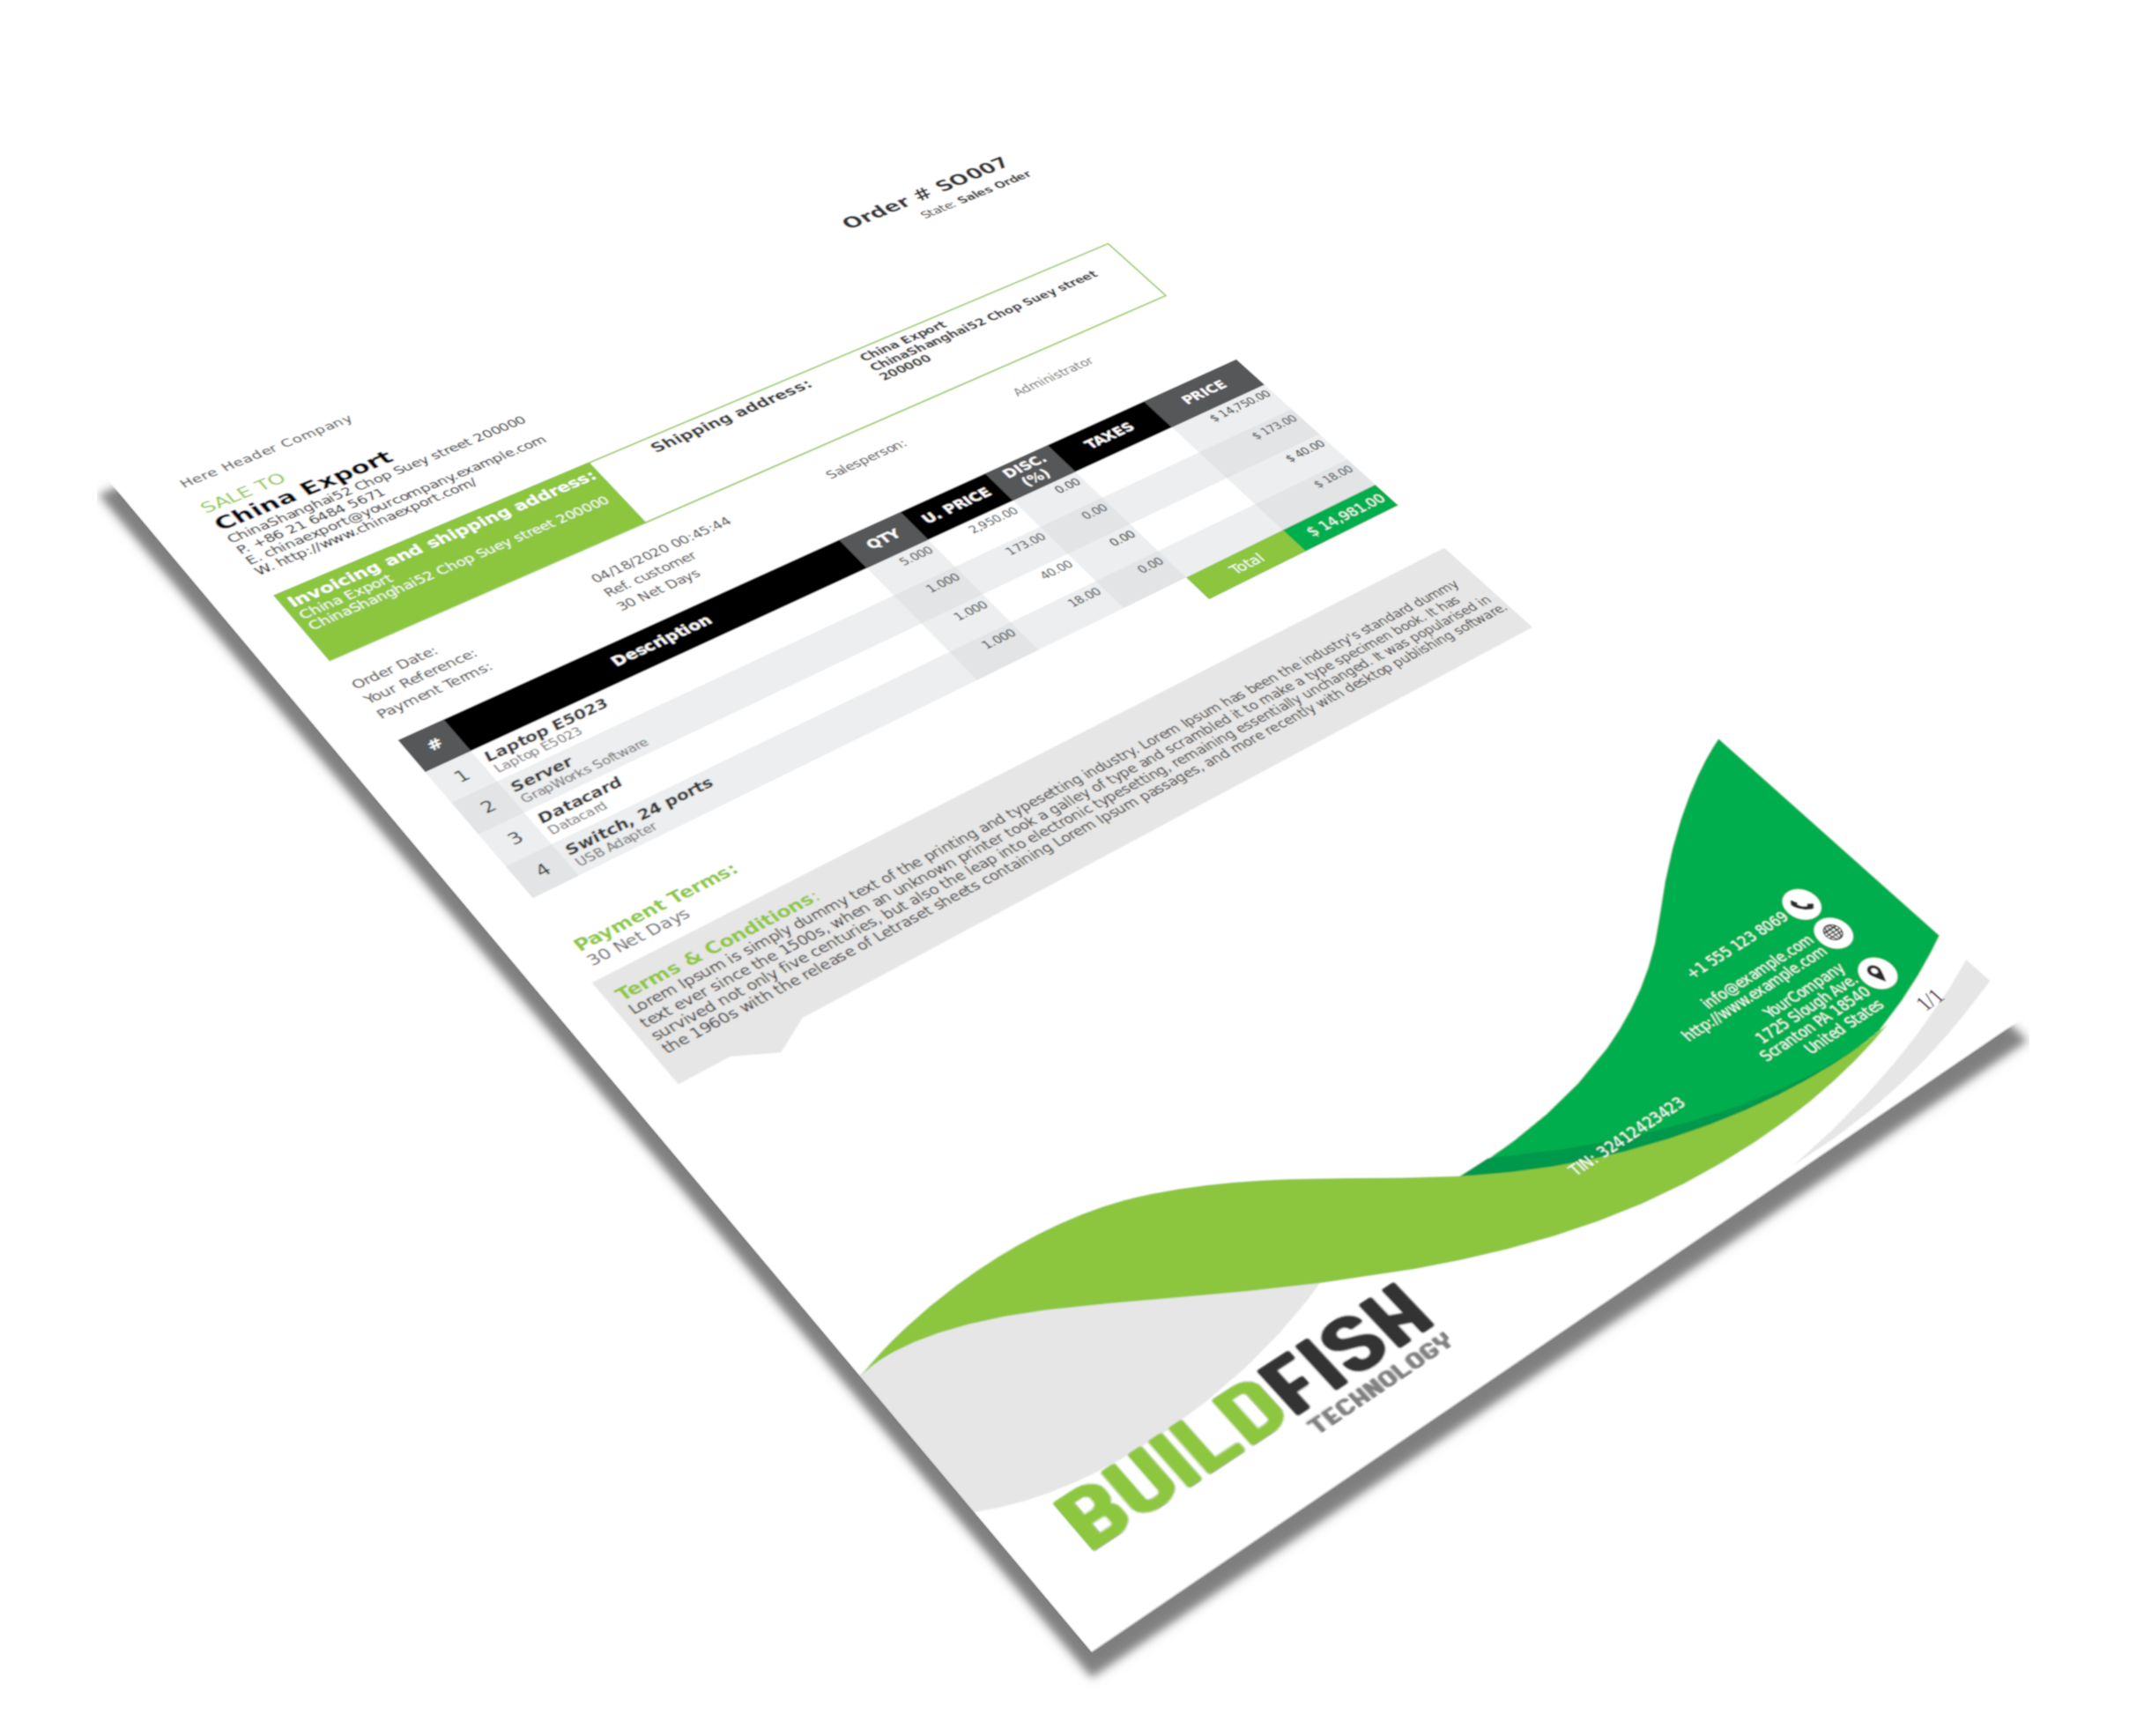 Order # SO007
State: Sales Order
Here Header Company
SALE TO
China Export
ChinaShanghai52 Chop Suey street 200000
P. +86 21 6484 5671
E. chinaexport@yourcompany.example.com
W. http://www.chinaexport.com/
Invoicing and shipping address:
China Export
ChinaShanghai52 Chop Suey street 200000
Shipping address:
China Export
ChinaShanghai52 Chop Suey street
200000
Order Date: 04/18/2020 00:45:44 Salesperson: Administrator
Your Reference: Ref. customer
Payment Terms: 30 Net Days
# Description QTY U. PRICE DISC. (%) TAXES PRICE
1 Laptop E5023 5.000 2,950.00 0.00 $ 14,750.00
Laptop E5023
2 Server 1.000 173.00 0.00 $ 173.00
GrapWorks Software
3 Datacard 1.000 40.00 0.00 $ 40.00
Datacard
4 Switch, 24 ports 1.000 18.00 0.00 $ 18.00
USB Adapter
Total $ 14,981.00
Payment Terms:
30 Net Days
Terms & Conditions:
Lorem Ipsum is simply dummy text of the printing and typesetting industry. Lorem Ipsum has been the industry's standard dummy
text ever since the 1500s, when an unknown printer took a galley of type and scrambled it to make a type specimen book. It has
survived not only five centuries, but also the leap into electronic typesetting, remaining essentially unchanged. It was popularised in
the 1960s with the release of Letraset sheets containing Lorem Ipsum passages, and more recently with desktop publishing software.
+1 555 123 8069
info@example.com
http://www.example.com
YourCompany
1725 Slough Ave.
Scranton PA 18540
United States
1/1
TIN: 32412423423
BUILDFISH
TECHNOLOGY